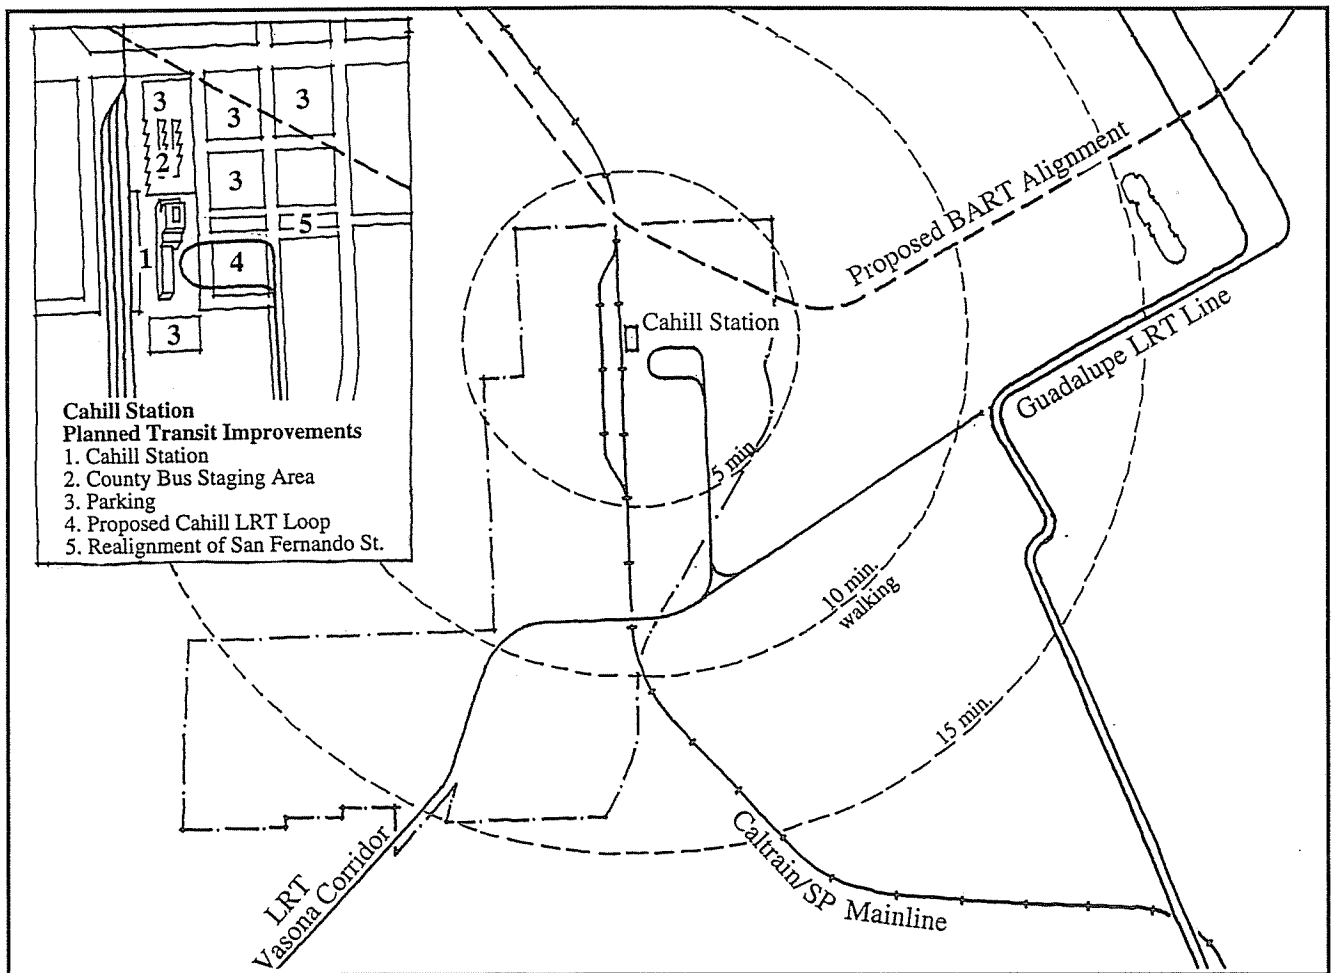 3
3
3
2
3
5
1
4
3
Cahill Station
Planned Transit Improvements
1. Cahill Station
2. County Bus Staging Area
3. Parking
4. Proposed Cahill LRT Loop
5. Realignment of San Fernando St.
Proposed BART Alignment
Cahill Station
Guadalupe LRT Line
5 min.
10 min.
walking
15 min.
LRT
Vasona Corridor
Caltrain/SP Mainline